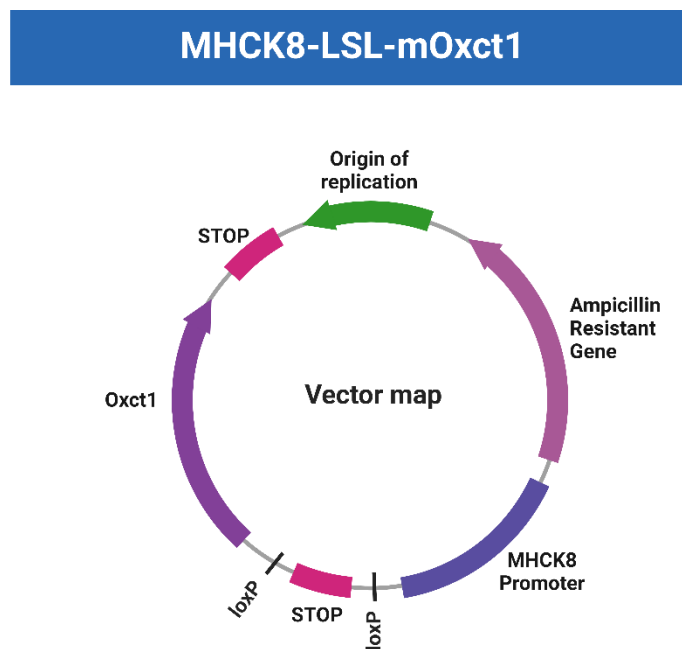 MHCK8-LSL-mOxct1
Origin of
replication
STOP
Ampicillin
Resistant
Gene
Oxct1
Vector map
MHCK8
Promoter
loxP
STOP
loxP